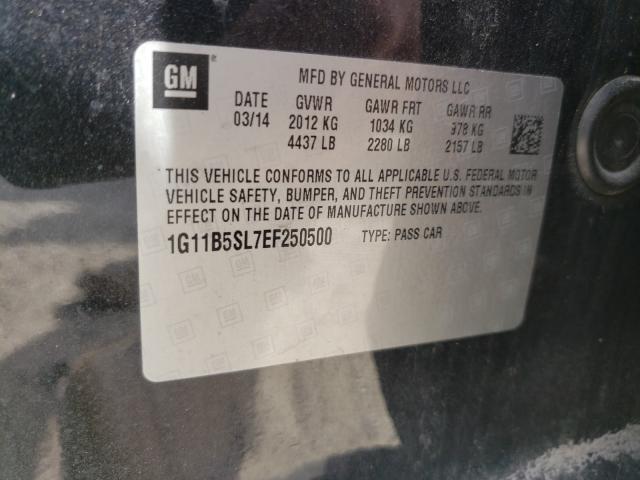 GM
MFD BY GENERAL MOTORS LLC
DATE GVWR GAWR FRT GAWR RR
03/14 2012 KG 1034 KG 978 KG
4437 LB 2280 LB 2157 LB
THIS VEHICLE CONFORMS TO ALL APPLICABLE U.S. FEDERAL MOTOR
VEHICLE SAFETY, BUMPER, AND THEFT PREVENTION STANDARDS IN
EFFECT ON THE DATE OF MANUFACTURE SHOWN ABOVE.
1G11B5SL7EF250500 TYPE: PASS CAR